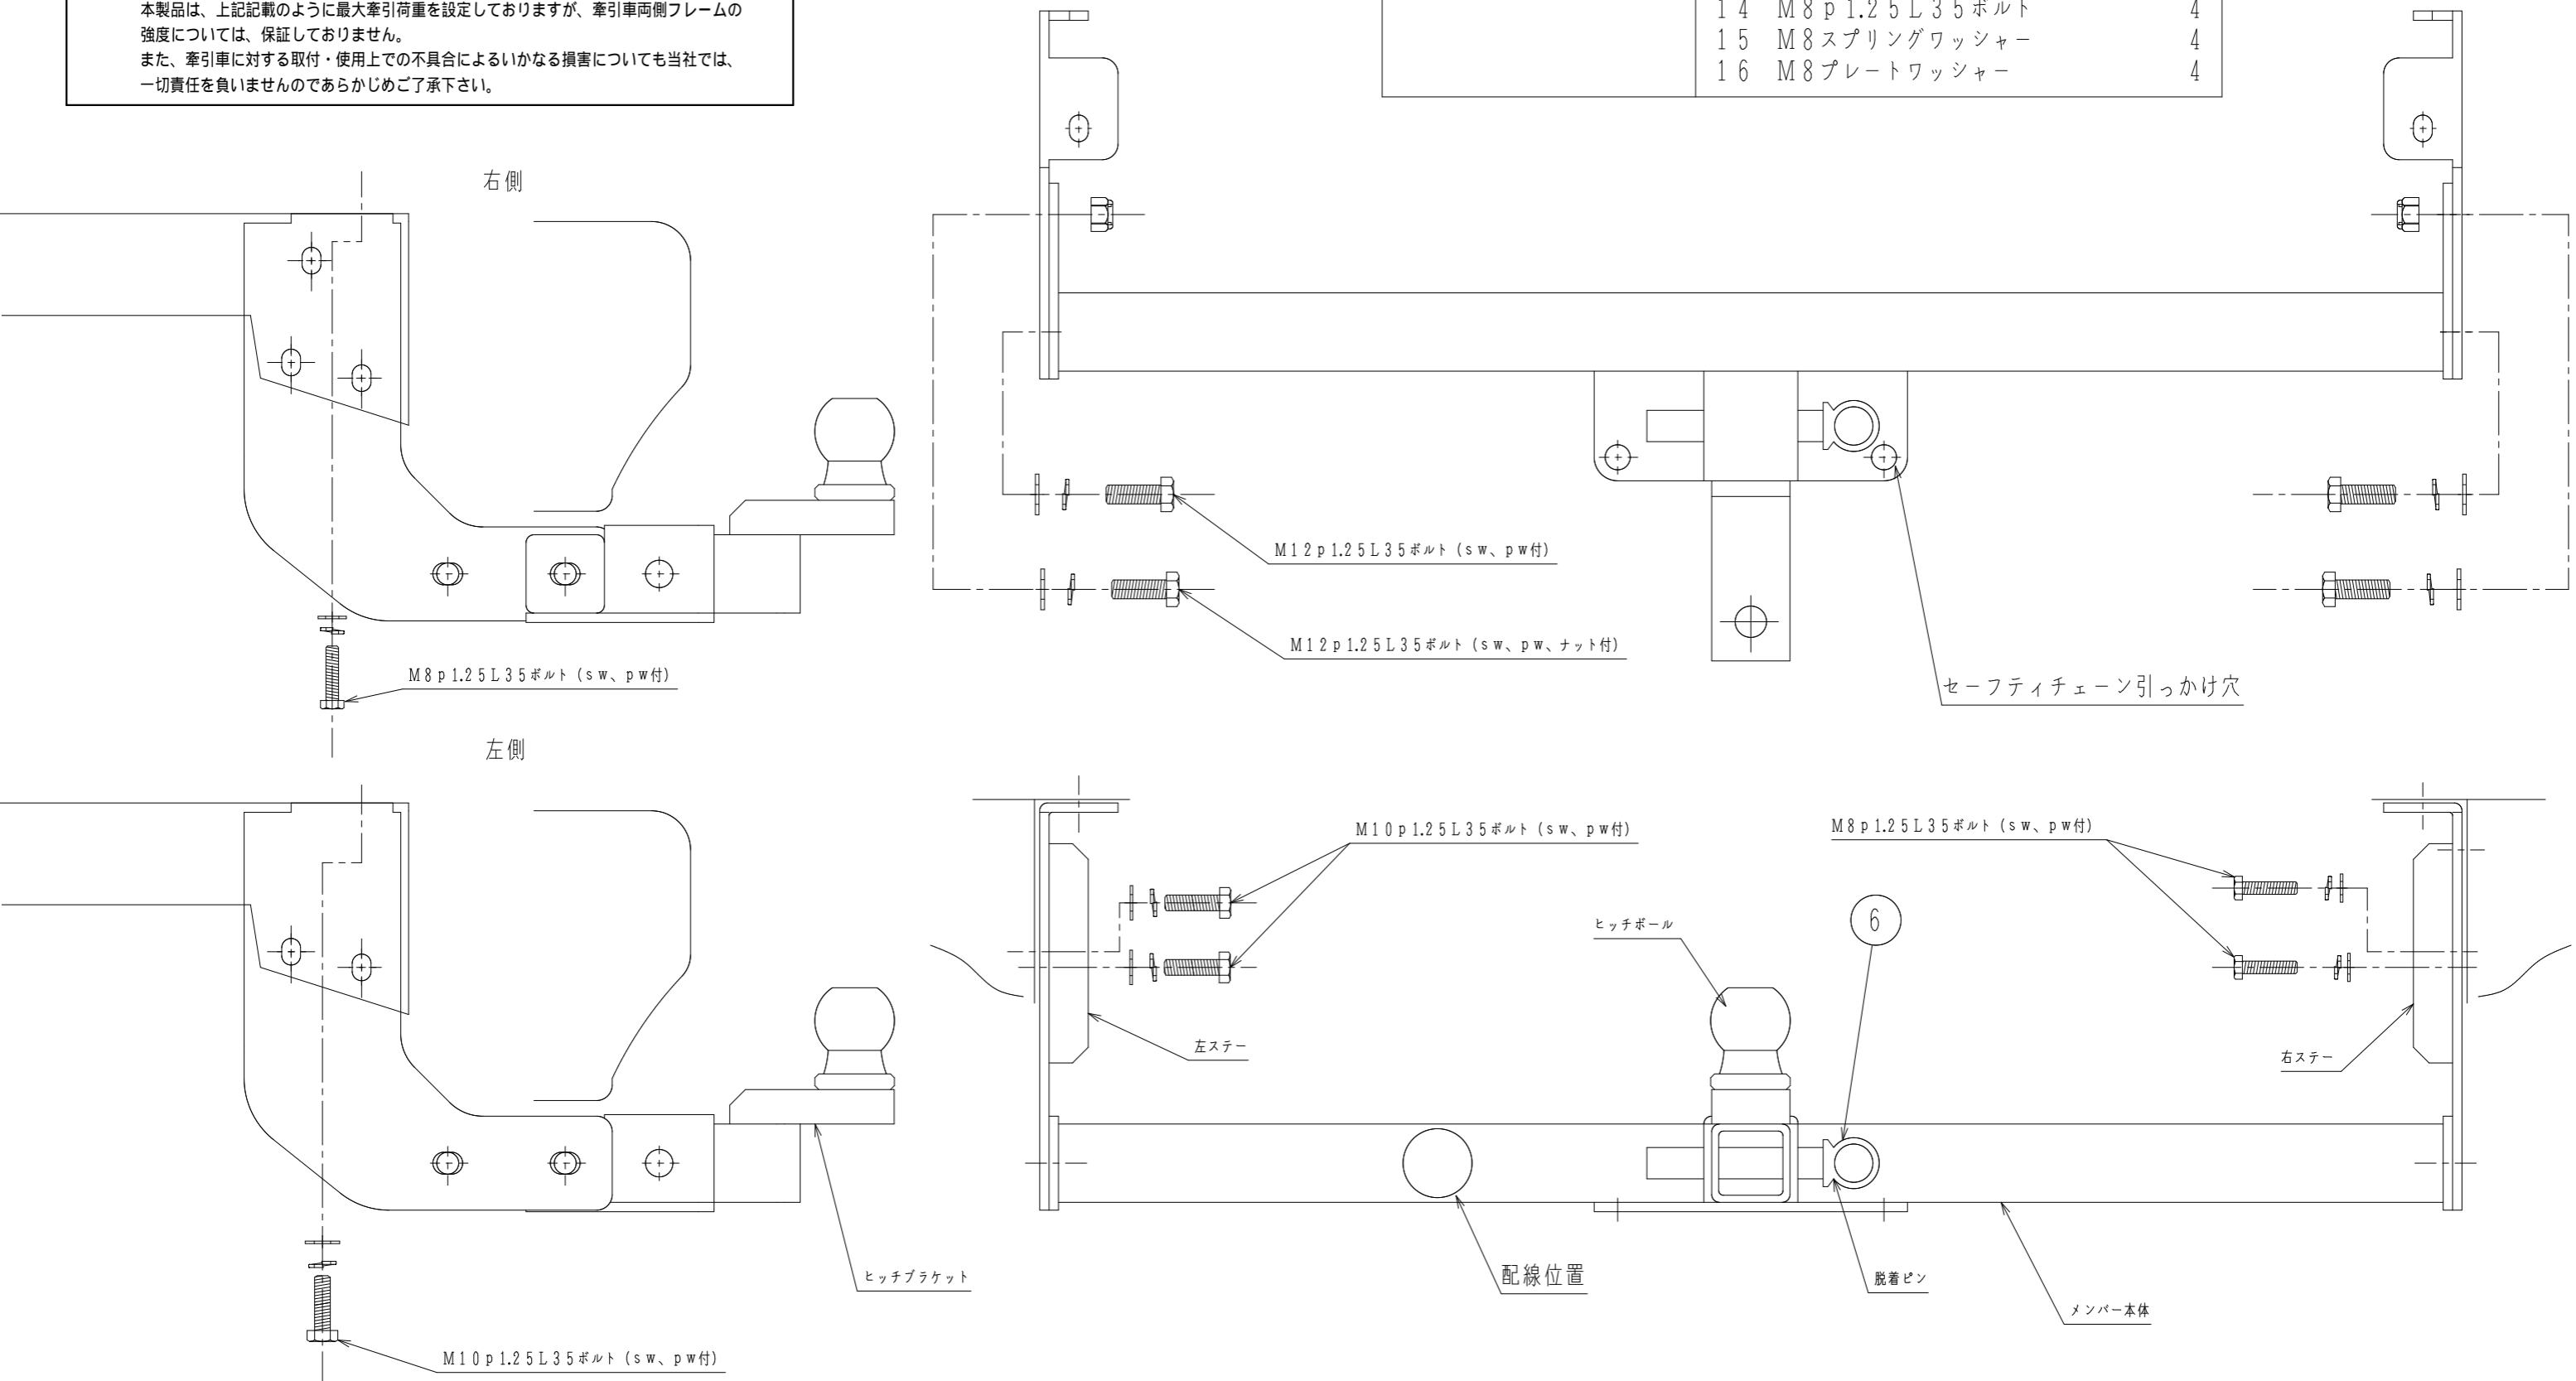 本製品は、上記記載のように最大牽引荷重を設定しておりますが、牽引車両側フレームの
強度については、保証しておりません。
また、牽引車に対する取付・使用上での不具合によるいかなる損害についても当社では、
一切責任を負いませんのであらかじめご了承下さい。
14 M8p1.25L35ボルト 4
15 M8スプリングワッシャー 4
16 M8プレートワッシャー 4
右側
M12p1.25L35ボルト(sw、pw付)
M12p1.25L35ボルト(sw、pw、ナット付)
M8p1.25L35ボルト(sw、pw付)
セーフティチェーン引っかけ穴
左側
M10p1.25L35ボルト(sw、pw付)
M8p1.25L35ボルト(sw、pw付)
ヒッチボール
6
左ステー
右ステー
ヒッチブラケット
配線位置
脱着ピン
メンバー本体
M10p1.25L35ボルト(sw、pw付)